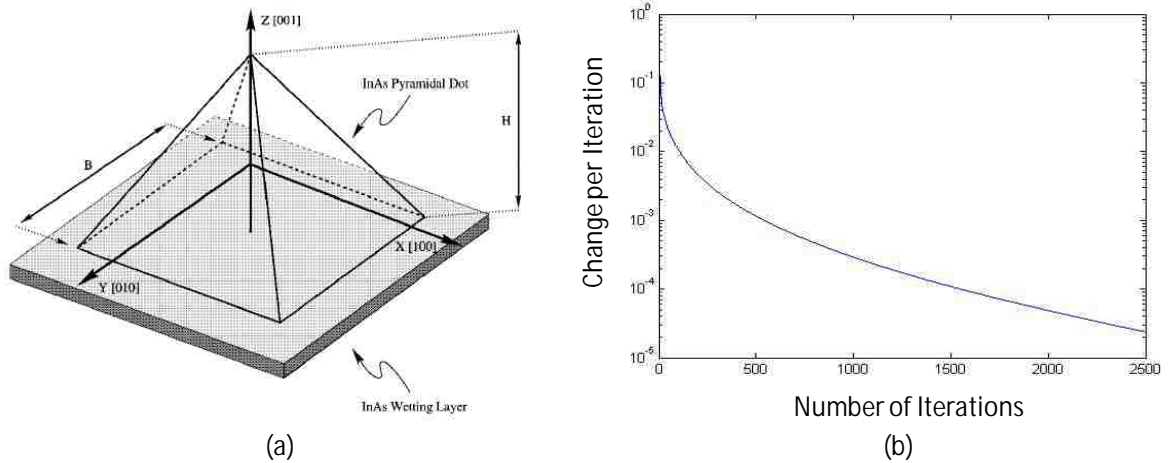 Z [001]
InAs Pyramidal Dot
H
B
X [100]
Y [010]
InAs Wetting Layer
(a)
10^0
10^-1
10^-2
10^-3
10^-4
10^-5
Change per Iteration
0
500
1000
1500
2000
2500
Number of Iterations
(b)